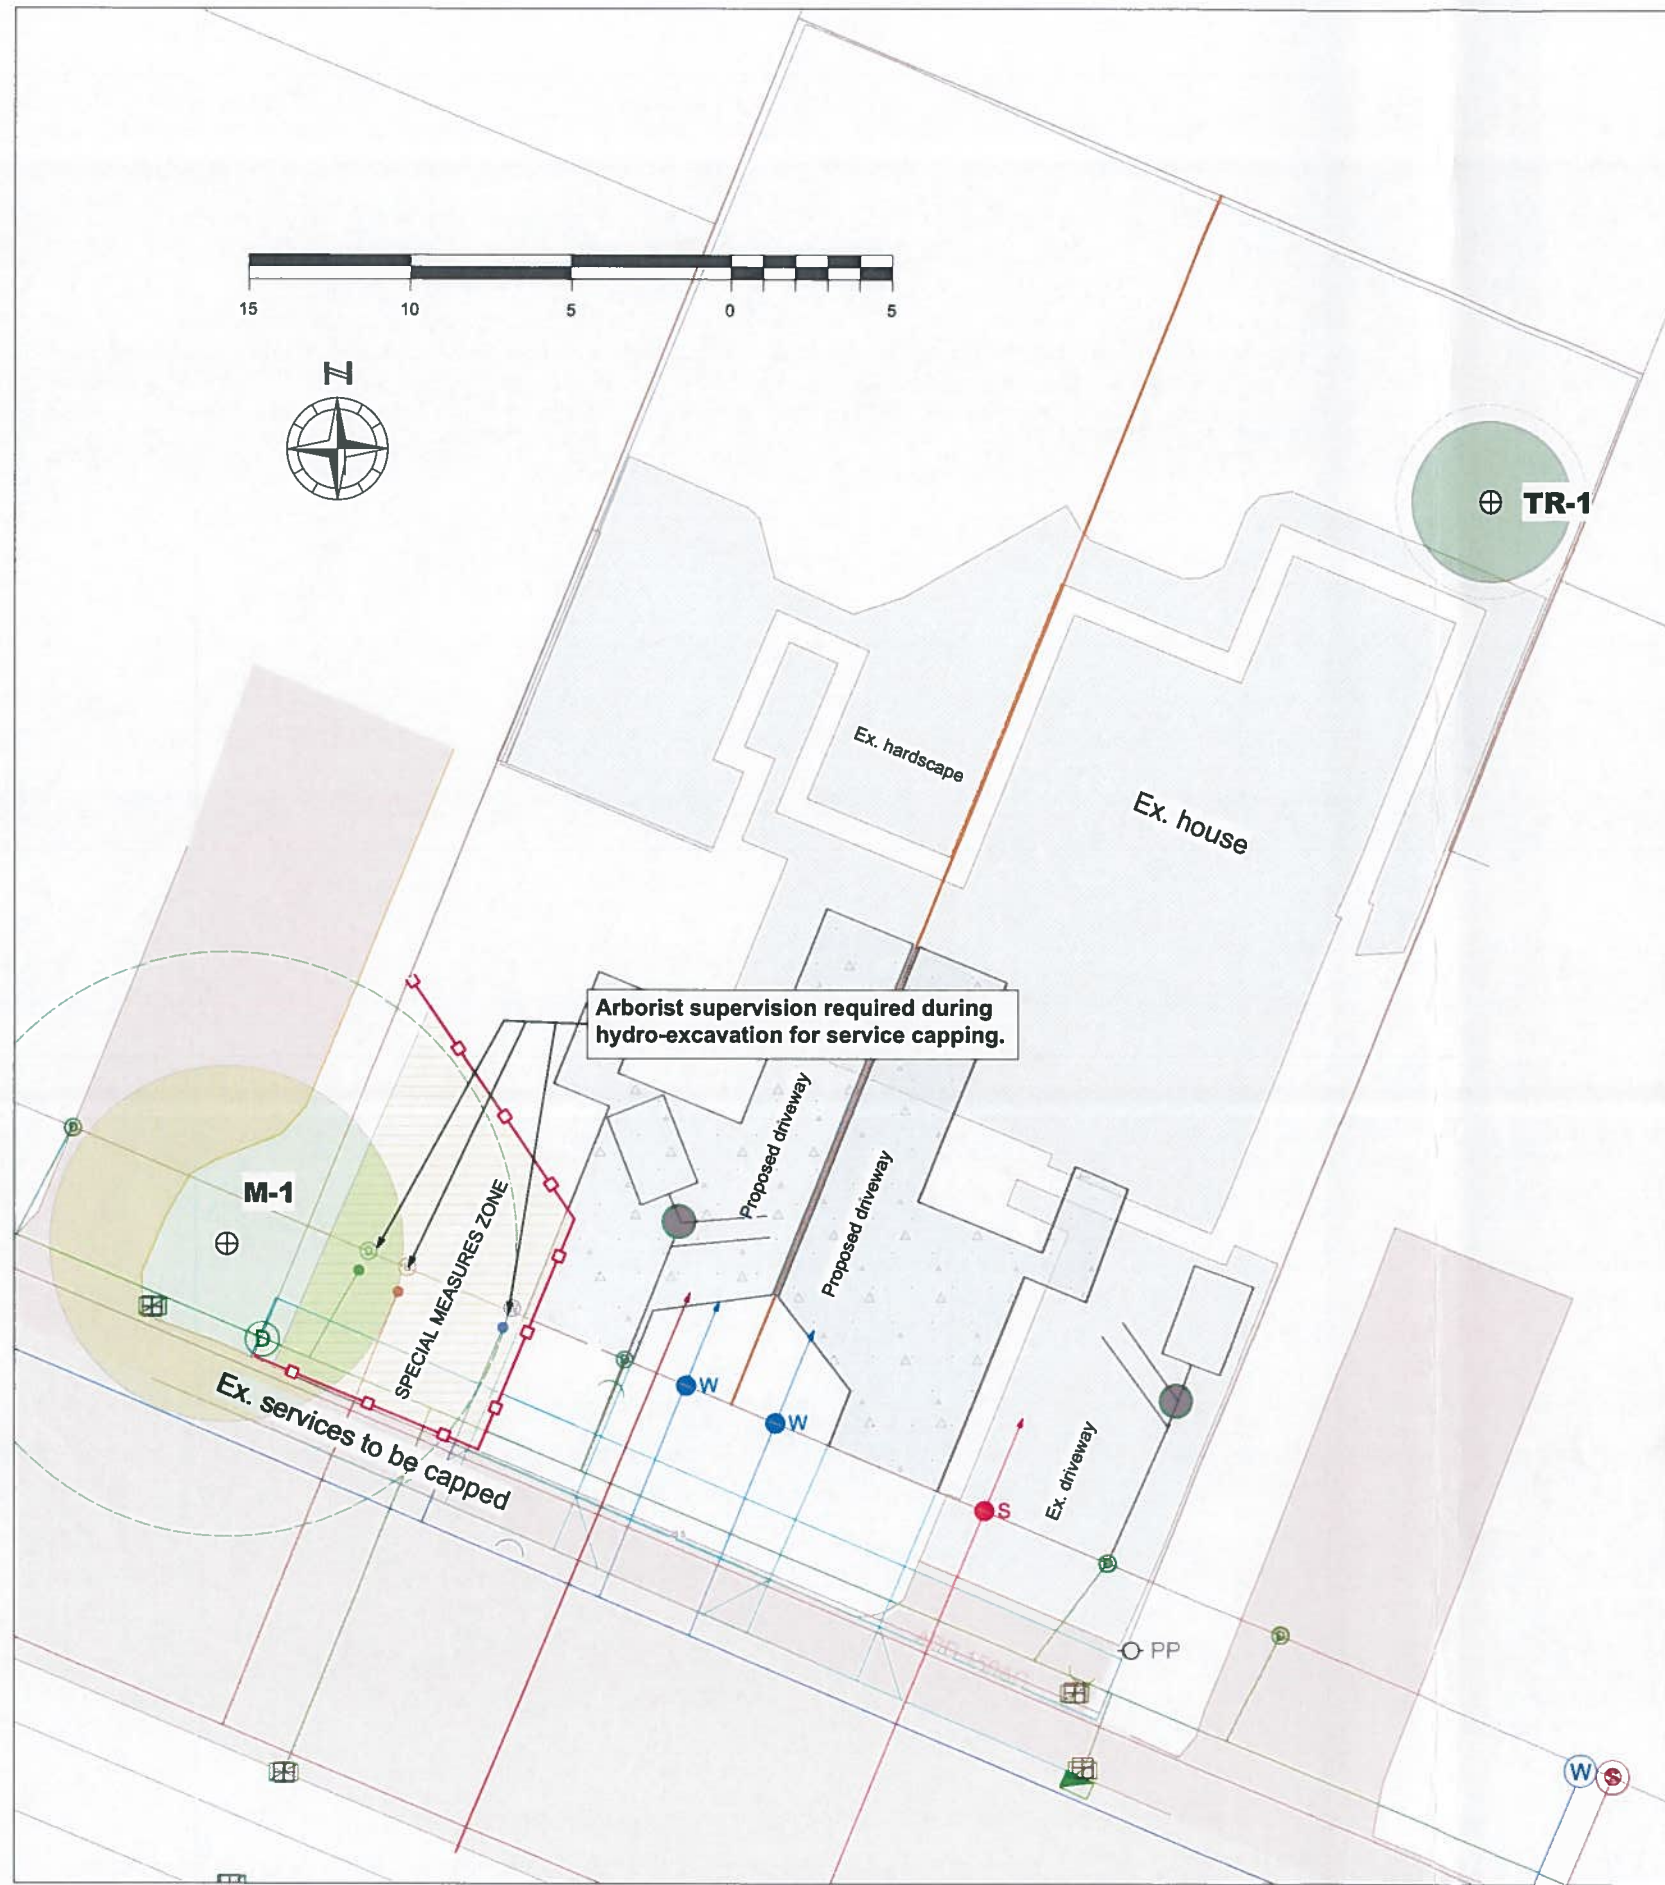 15 10 5 0 5
N
TR-1
Ex. hardscape
Ex. house
Arborist supervision required during
hydro-excavation for service capping.
M-1
SPECIAL MEASURES ZONE
Proposed driveway
Proposed driveway
D
Ex. services to be capped
W
W
S
Ex. driveway
PP
W
S